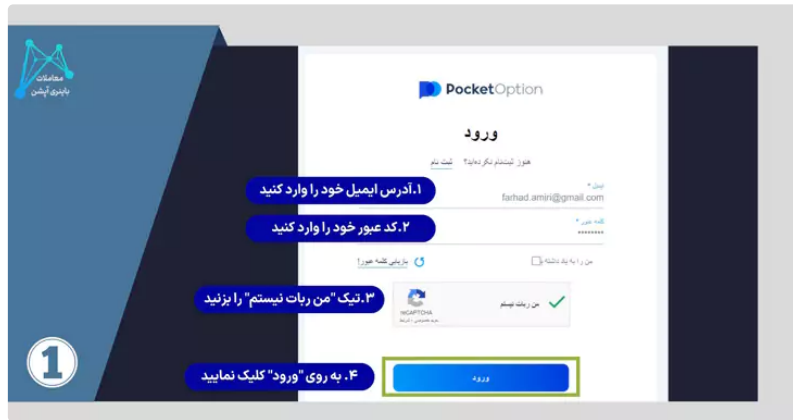 معاملات
باینری آپشن
PocketOption
ورود
هنوز ثبت‌نام نکرده‌اید؟ ثبت نام
۱.آدرس ایمیل خود را وارد کنید
ایمیل *
farhad.amiri@gmail.com
۲.کد عبور خود را وارد کنید
کلمه عبور *
********
من را به یاد داشته
بازیابی کلمه عبور!
۳.تیک "من ربات نیستم" را بزنید
من ربات نیستم
reCAPTCHA
1
۴. به روی "ورود" کلیک نمایید
ورود